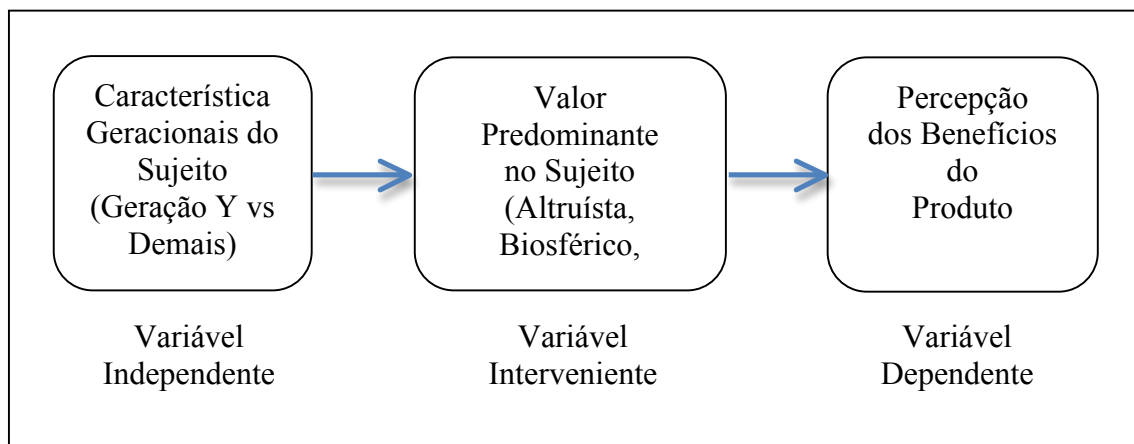 Característica
Geracionais do
Sujeito
(Geração Y vs
Demais)
Valor
Predominante
no Sujeito
(Altruísta,
Biosférico,
Percepção
dos Benefícios
do
Produto
Variável
Independente
Variável
Interveniente
Variável
Dependente